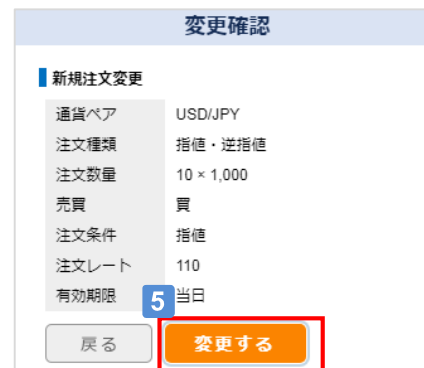 変更確認
新規注文変更
通貨ペア USD/JPY
注文種類 指値・逆指値
注文数量 10 × 1,000
売買 買
注文条件 指値
注文レート 110
有効期限 当日
5
戻る 変更する